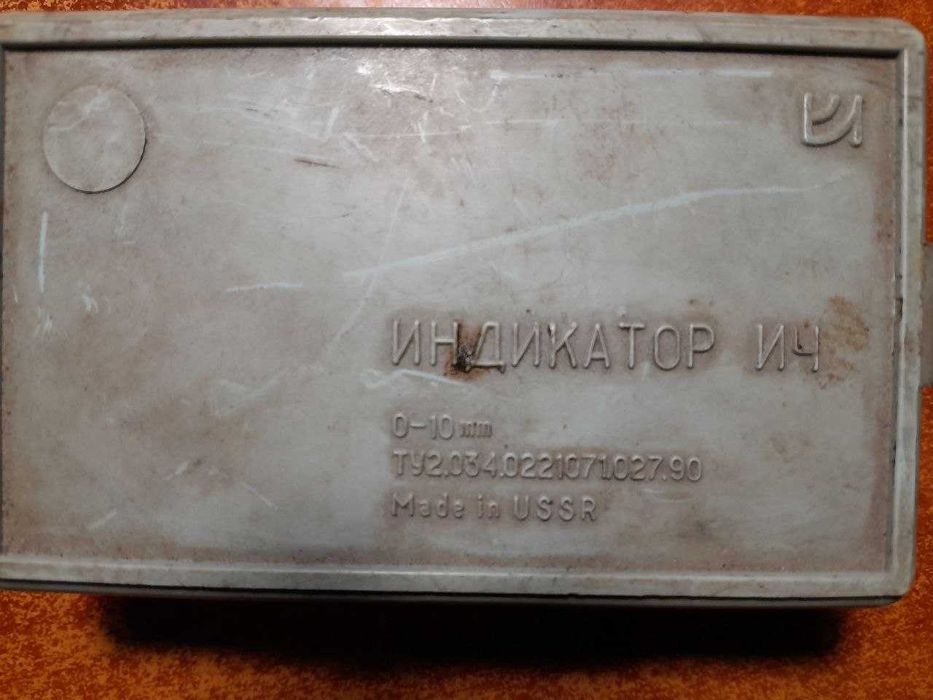 ИНДИКАТОР ИЧ
0-10 mm
ТУ2.034.0221071.027.90
Made in USSR